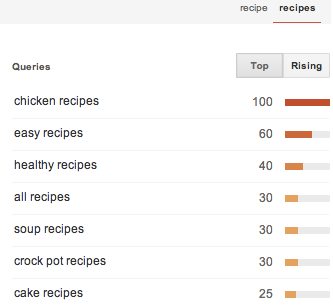 recipe recipes
Queries Top Rising
chicken recipes 100
easy recipes 60
healthy recipes 40
all recipes 30
soup recipes 30
crock pot recipes 30
cake recipes 25